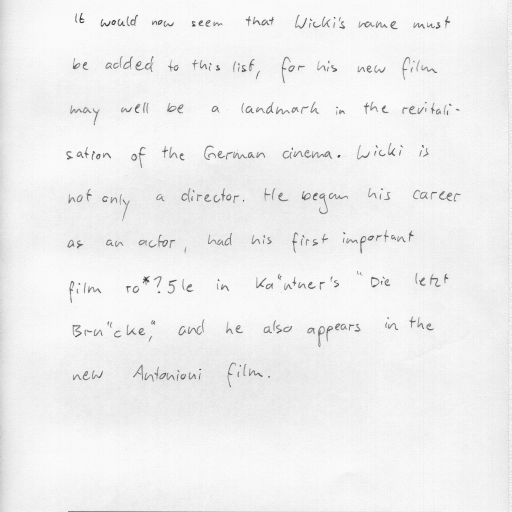 It would now seem that Wicki's name must
be added to this list, for his new film
may well be a landmark in the revitali-
sation of the German cinema. Wicki is
not only a director. He began his career
as an actor, had his first important
film ro*?5le in Ka"utner's "Die letzt
Bru"cke," and he also appears in the
new Antonioni film.